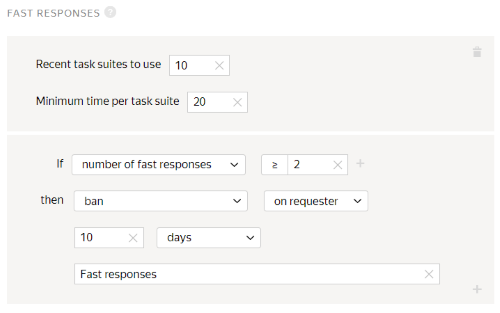 FAST RESPONSES ?
Recent task suites to use 10
Minimum time per task suite 20
If number of fast responses ≥ 2
then ban on requester
10 days
Fast responses